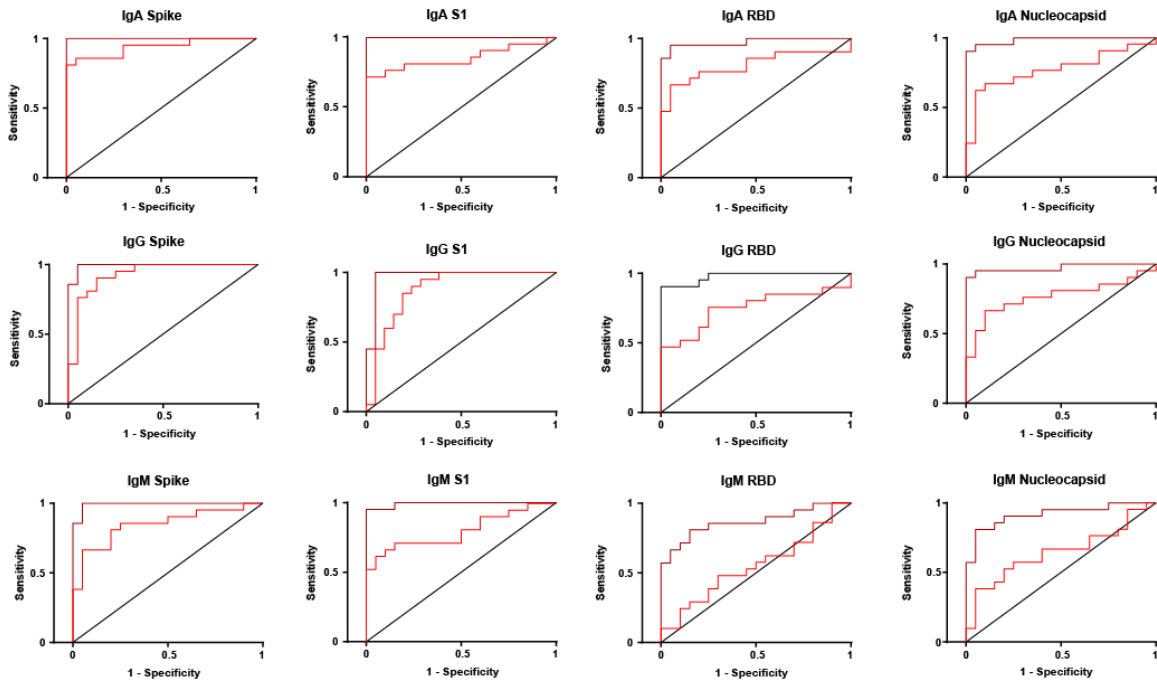 IgA Spike
1
Sensitivity
0.5
0
0
0.5
1
1 - Specificity
IgA S1
1
Sensitivity
0.5
0
0
0.5
1
1 - Specificity
IgA RBD
1
Sensitivity
0.5
0
0
0.5
1
1 - Specificity
IgA Nucleocapsid
1
Sensitivity
0.5
0
0
0.5
1
1 - Specificity
IgG Spike
1
Sensitivity
0.5
0
0
0.5
1
1 - Specificity
IgG S1
1
Sensitivity
0.5
0
0
0.5
1
1 - Specificity
IgG RBD
1
Sensitivity
0.5
0
0
0.5
1
1 - Specificity
IgG Nucleocapsid
1
Sensitivity
0.5
0
0
0.5
1
1 - Specificity
IgM Spike
1
Sensitivity
0.5
0
0
0.5
1
1 - Specificity
IgM S1
1
Sensitivity
0.5
0
0
0.5
1
1 - Specificity
IgM RBD
1
Sensitivity
0.5
0
0
0.5
1
1 - Specificity
IgM Nucleocapsid
1
Sensitivity
0.5
0
0
0.5
1
1 - Specificity